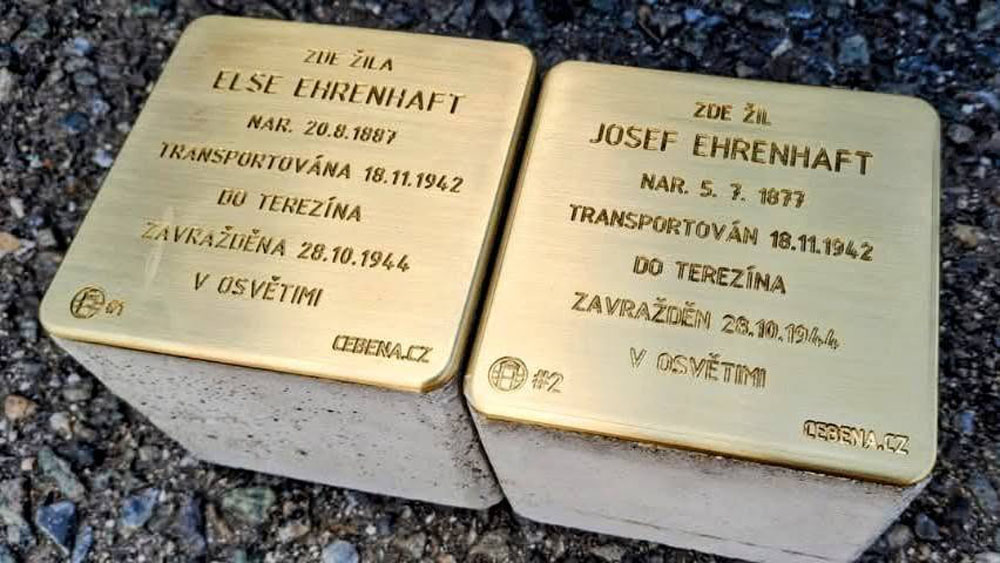 ZDE ŽILA
ELSE EHRENHAFT
NAR. 20.8.1887
TRANSPORTOVÁNA 18.11.1942
DO TEREZÍNA
ZAVRAŽDĚNA 28.10.1944
V OSVĚTIMI
#1
CEBENA.CZ
ZDE ŽIL
JOSEF EHRENHAFT
NAR. 5. 7. 1877
TRANSPORTOVÁN 18.11.1942
DO TEREZÍNA
ZAVRAŽDĚN 28.10.1944
V OSVĚTIMI
#2
CEBENA.CZ